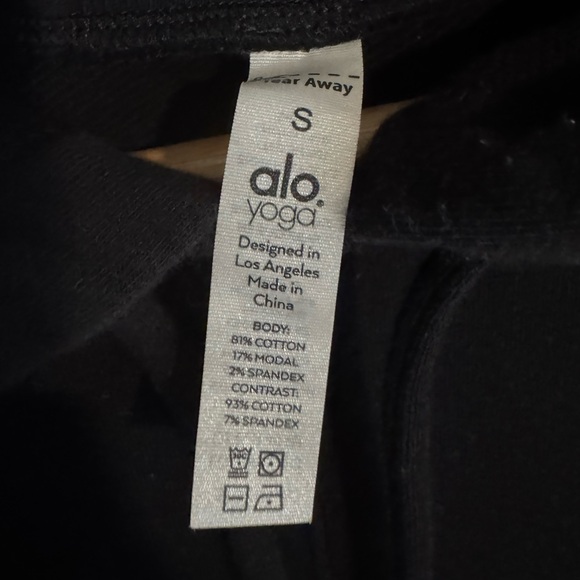 Tear Away
S
alo
yoga
Designed in
Los Angeles
Made in
China
BODY:
81% COTTON
17% MODAL
2% SPANDEX
CONTRAST:
93% COTTON
7% SPANDEX